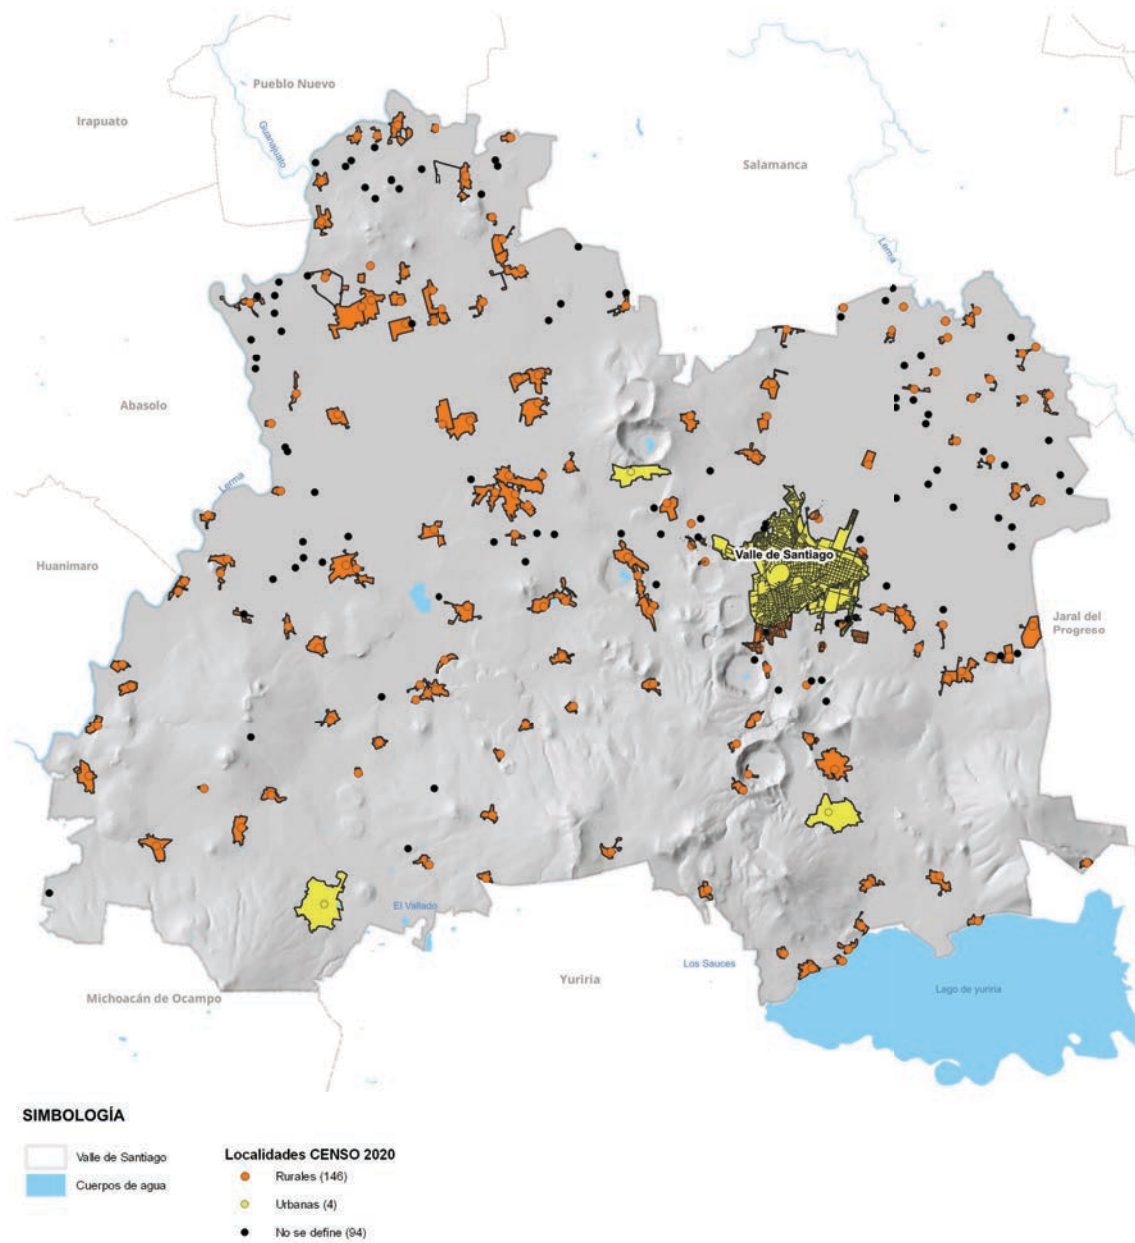 Pueblo Nuevo
Irapuato
Guanajuato
Salamanca
Lerma
Abasolo
Lerma
Valle de Santiago
Huanimaro
Jaral del
Progreso
El Vallado
Los Sauces
Yuriria
Lago de yuriria
Michoacán de Ocampo
SIMBOLOGÍA
Valle de Santiago
Cuerpos de agua
Localidades CENSO 2020
Rurales (146)
Urbanas (4)
No se define (94)